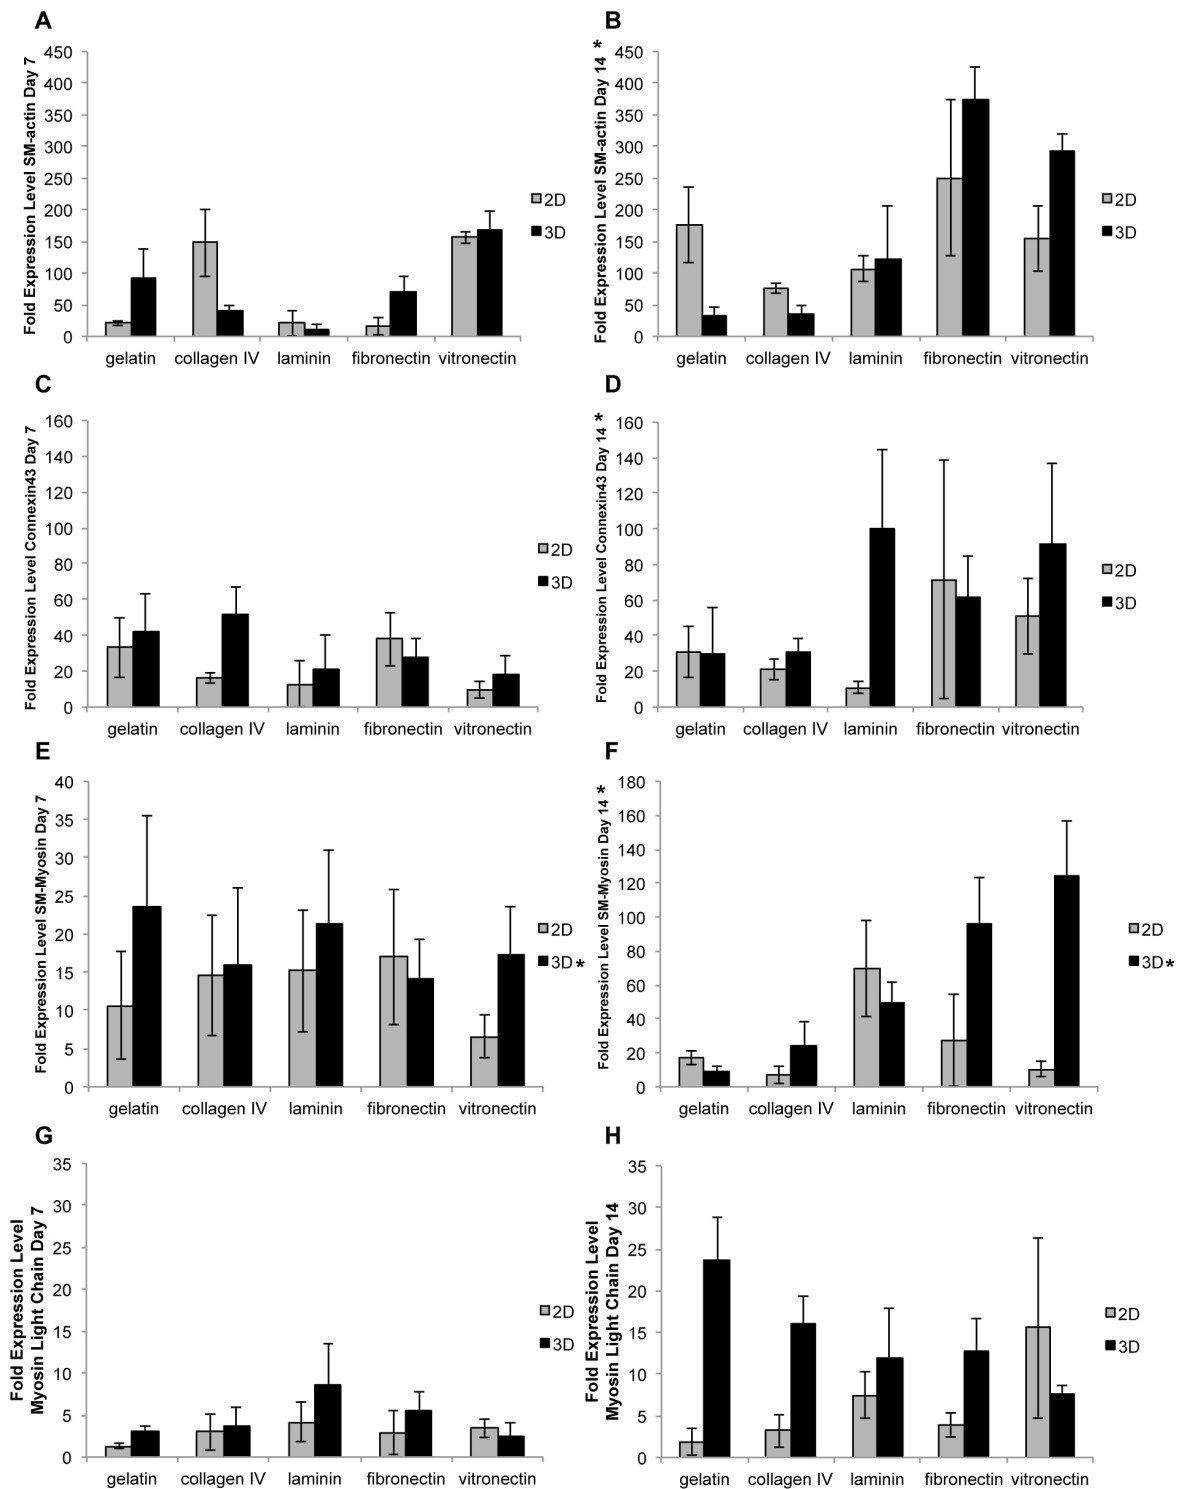 A
Fold Expression Level SM-actin Day 7
450
400
350
300
250
200
150
100
50
0
gelatin collagen IV laminin fibronectin vitronectin
2D
3D
B
Fold Expression Level SM-actin Day 14 *
450
400
350
300
250
200
150
100
50
0
gelatin collagen IV laminin fibronectin vitronectin
2D
3D
C
Fold Expression Level Connexin43 Day 7
160
140
120
100
80
60
40
20
0
gelatin collagen IV laminin fibronectin vitronectin
2D
3D
D
Fold Expression Level Connexin43 Day 14 *
160
140
120
100
80
60
40
20
0
gelatin collagen IV laminin fibronectin vitronectin
2D
3D
E
Fold Expression Level SM-Myosin Day 7
40
35
30
25
20
15
10
5
0
gelatin collagen IV laminin fibronectin vitronectin
2D
3D*
F
Fold Expression Level SM-Myosin Day 14 *
180
160
140
120
100
80
60
40
20
0
gelatin collagen IV laminin fibronectin vitronectin
2D
3D*
G
Fold Expression Level
Myosin Light Chain Day 7
35
30
25
20
15
10
5
0
gelatin collagen IV laminin fibronectin vitronectin
2D
3D
H
Fold Expression Level
Myosin Light Chain Day 14
35
30
25
20
15
10
5
0
gelatin collagen IV laminin fibronectin vitronectin
2D
3D